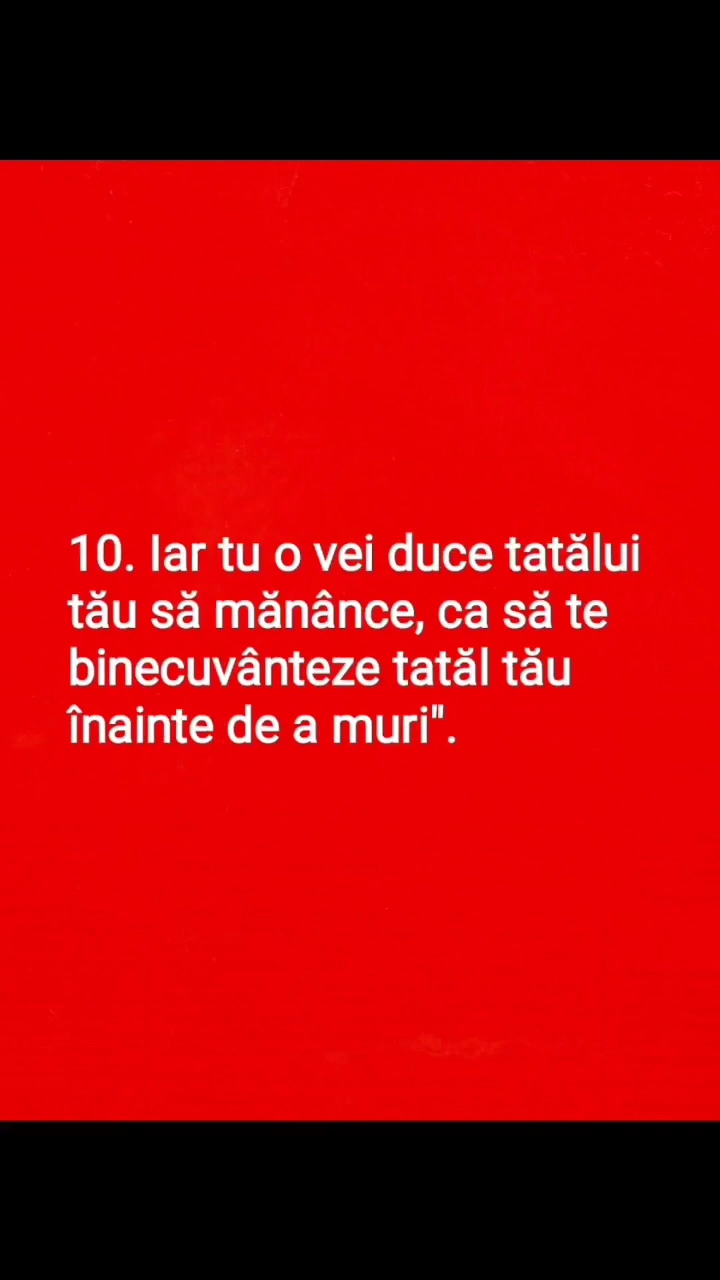 10. Iar tu o vei duce tatălui
tău să mănânce, ca să te
binecuvânteze tatăl tău
înainte de a muri".